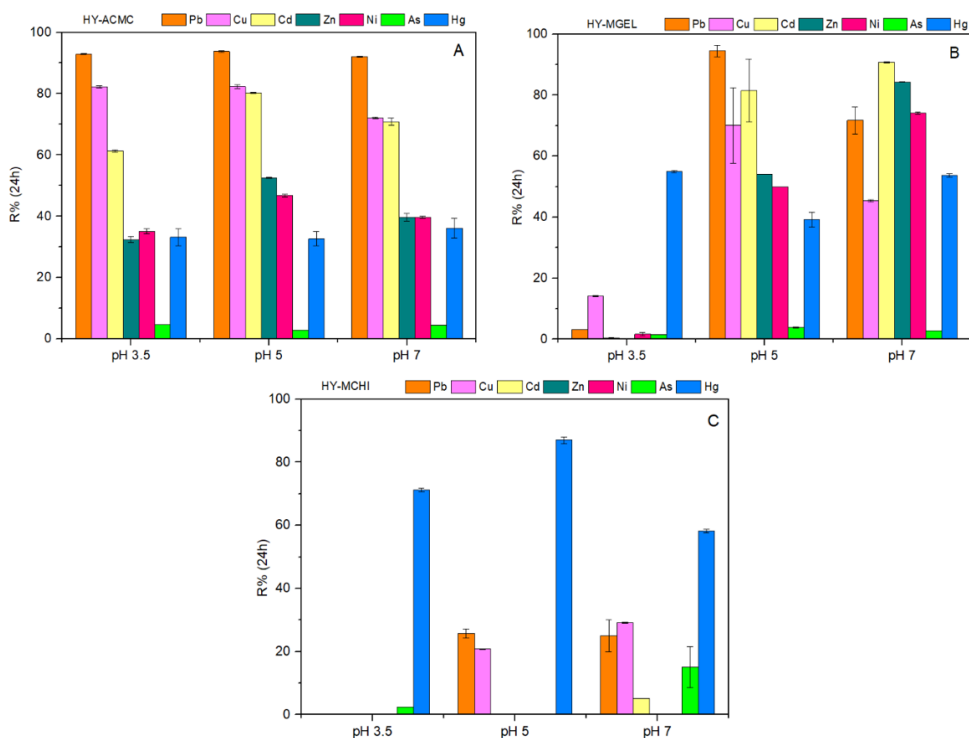 HY-ACMC Pb Cu Cd Zn Ni As Hg
A
100
80
60
40
20
0
R% (24h)
pH 3.5 pH 5 pH 7
HY-MGEL Pb Cu Cd Zn Ni As Hg
B
100
80
60
40
20
0
R% (24h)
pH 3.5 pH 5 pH 7
HY-MCHI Pb Cu Cd Zn Ni As Hg
C
100
80
60
40
20
0
R% (24h)
pH 3.5 pH 5 pH 7